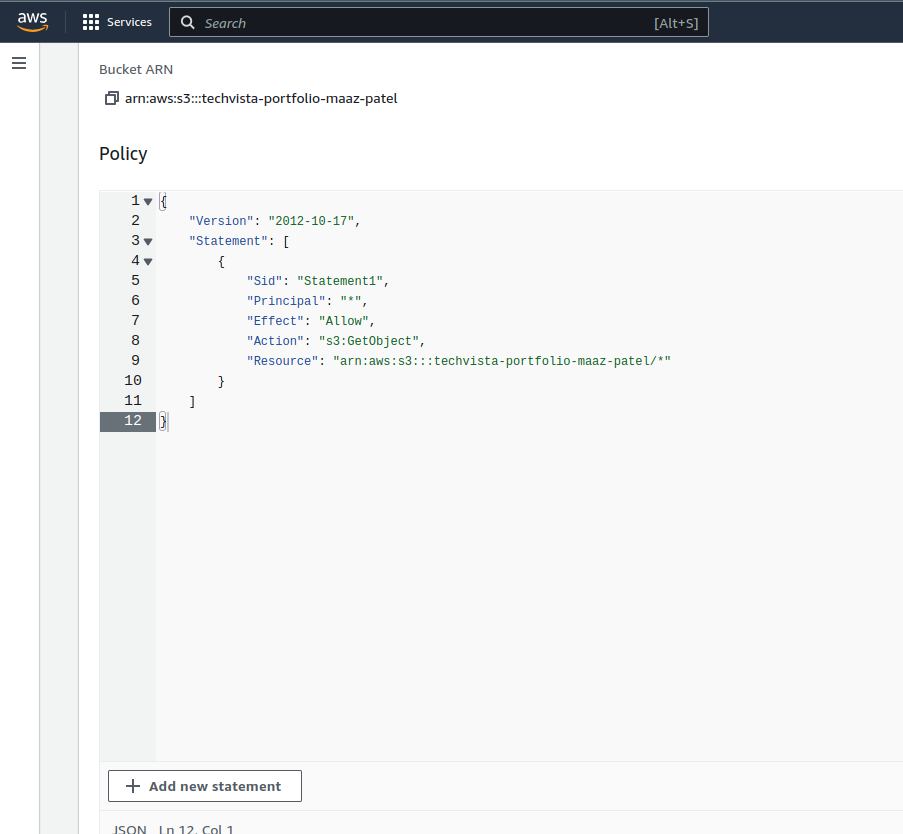 aws Services Search [Alt+S]
Bucket ARN
arn:aws:s3:::techvista-portfolio-maaz-patel
Policy
1 {
2     "Version": "2012-10-17",
3     "Statement": [
4         {
5             "Sid": "Statement1",
6             "Principal": "*",
7             "Effect": "Allow",
8             "Action": "s3:GetObject",
9             "Resource": "arn:aws:s3:::techvista-portfolio-maaz-patel/*"
10         }
11     ]
12 }
Add new statement
JSON Ln 12, Col 1